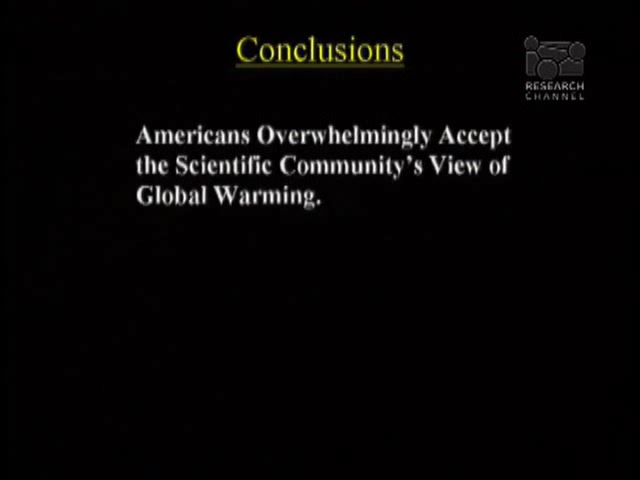 Conclusions
RESEARCH
CHANNEL
Americans Overwhelmingly Accept
the Scientific Community's View of
Global Warming.